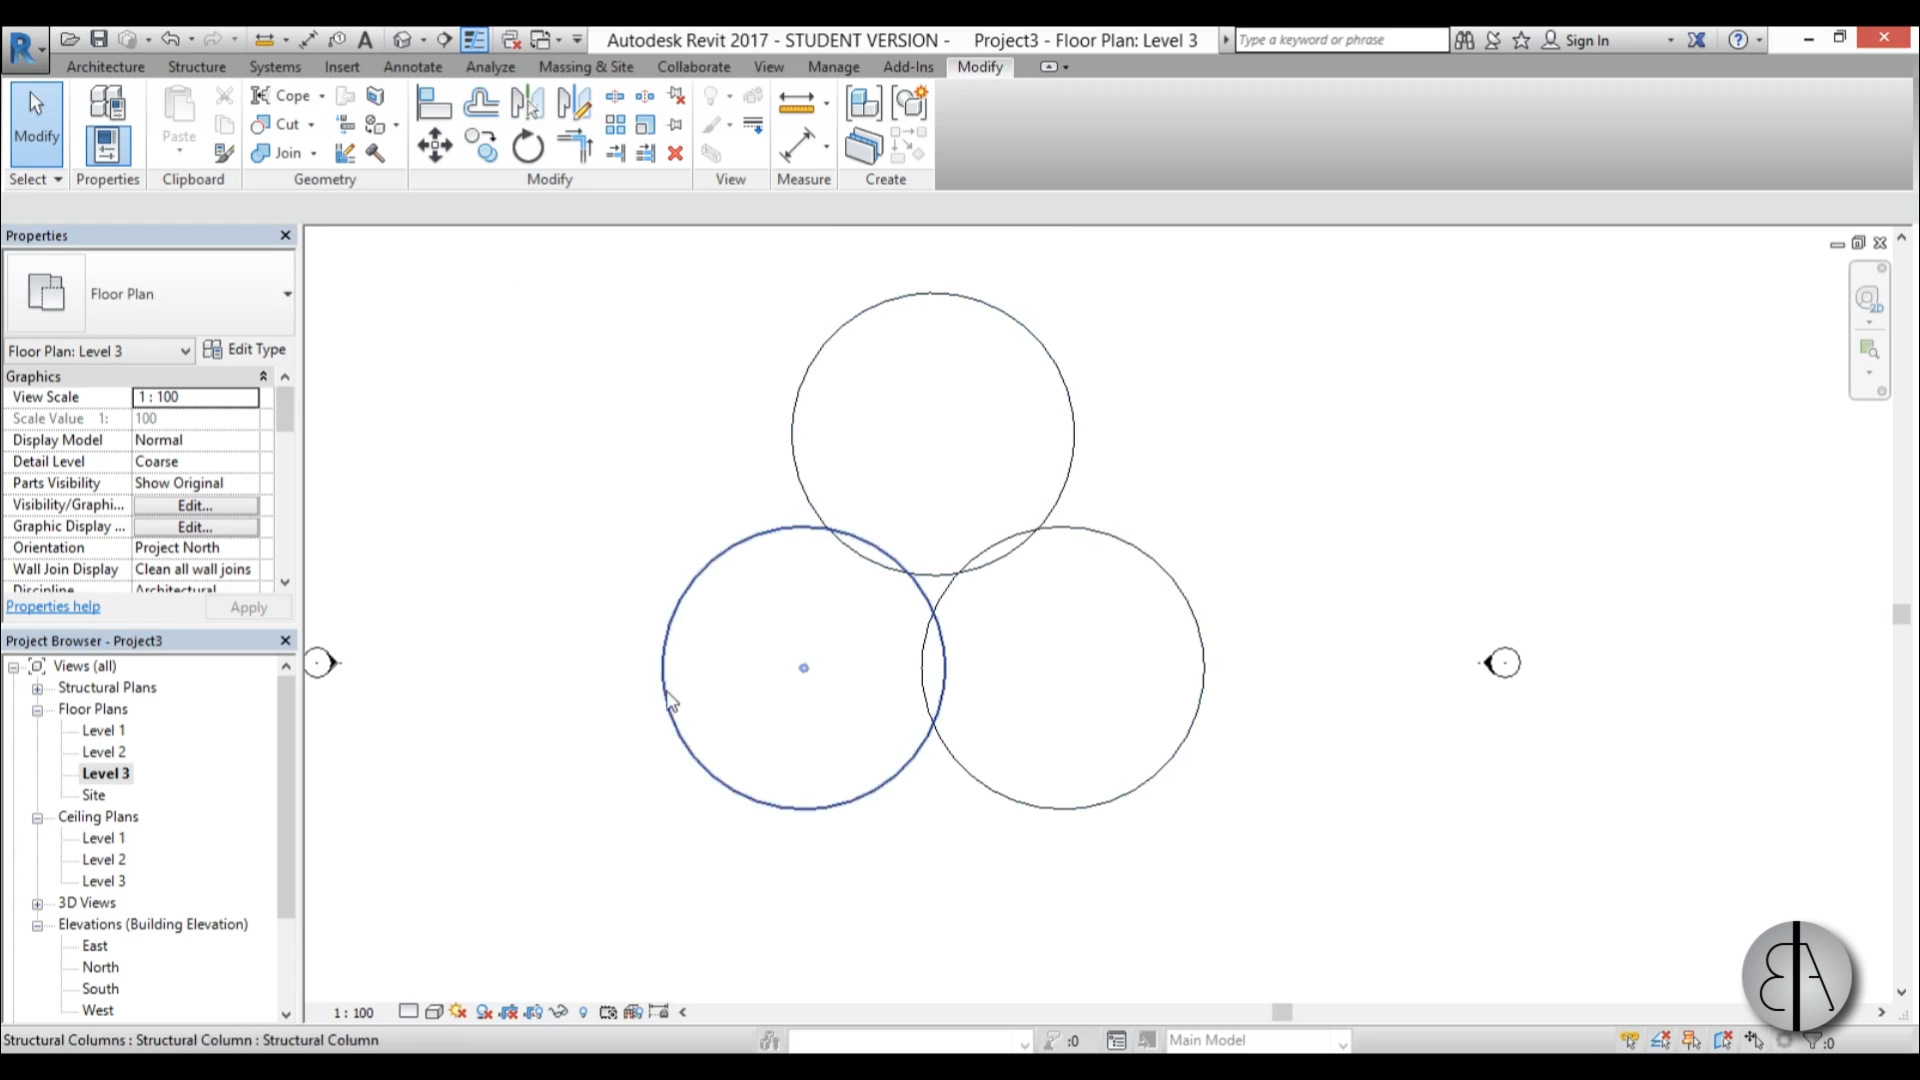 Autodesk Revit 2017 - STUDENT VERSION - Project3 - Floor Plan: Level 3
Type a keyword or phrase
Sign In
Architecture Structure Systems Insert Annotate Analyze Massing & Site Collaborate View Manage Add-Ins Modify
Modify
Paste
Cope
Cut
Join
Select Properties Clipboard Geometry Modify View Measure Create
Properties
Floor Plan
Floor Plan: Level 3 Edit Type
Graphics
View Scale 1 : 100
Scale Value 1: 100
Display Model Normal
Detail Level Coarse
Parts Visibility Show Original
Visibility/Graphi... Edit...
Graphic Display ... Edit...
Orientation Project North
Wall Join Display Clean all wall joins
Discipline Architectural
Properties help Apply
Project Browser - Project3
Views (all)
Structural Plans
Floor Plans
Level 1
Level 2
Level 3
Site
Ceiling Plans
Level 1
Level 2
Level 3
3D Views
Elevations (Building Elevation)
East
North
South
West
2D
1 : 100
Structural Columns : Structural Column : Structural Column
:0
Main Model
:0